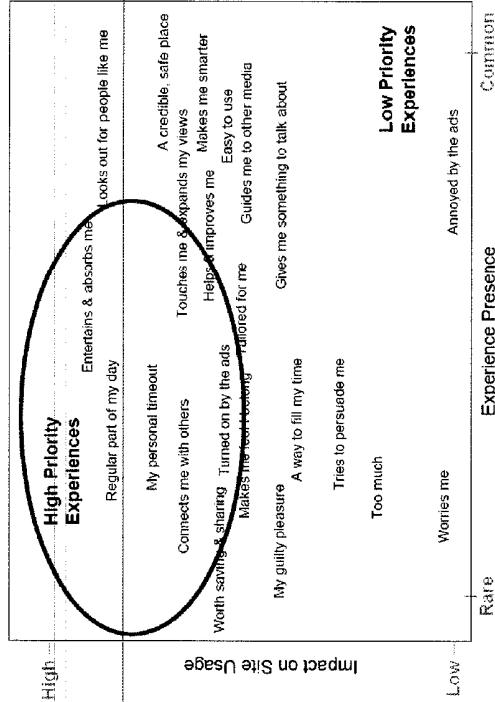 High
High Priority
Experiences
Entertains & absorbs me
Looks out for people like me
Regular part of my day
My personal timeout
A credible, safe place
Connects me with others
Touches me & expands my views
Makes me smarter
Helps & improves me
Worth saving & sharing
Turned on by the ads
Easy to use
Makes me feel I belong
Tailored for me
Guides me to other media
My guilty pleasure
A way to fill my time
Gives me something to talk about
Tries to persuade me
Too much
Low Priority
Experiences
Worries me
Annoyed by the ads
Low
Impact on Site Usage
Rare
Experience Presence
Common